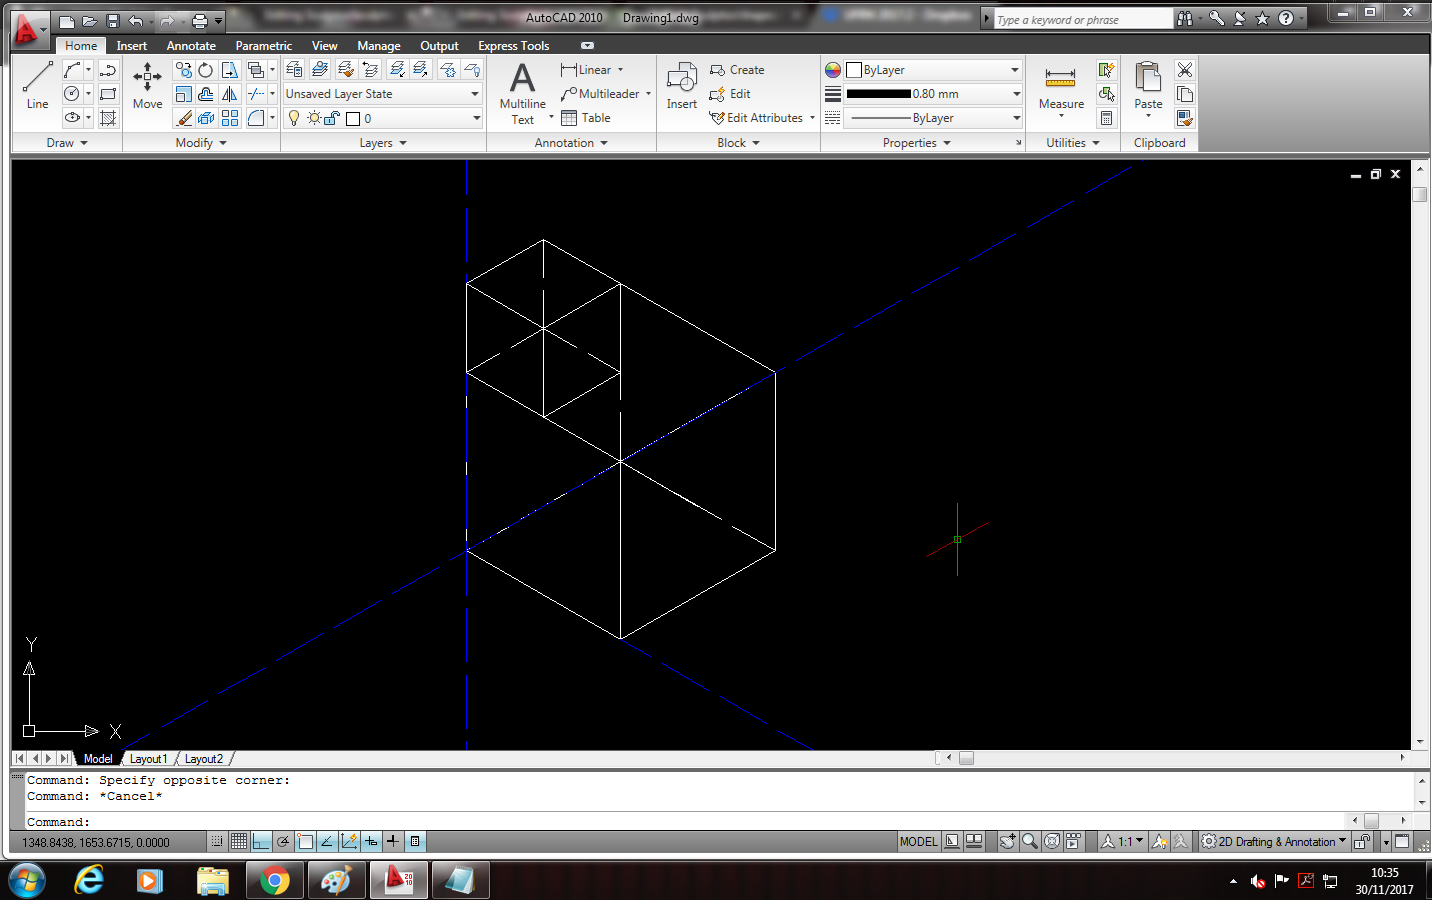 AutoCAD 2010 Drawing1.dwg
Type a keyword or phrase
Home Insert Annotate Parametric View Manage Output Express Tools
Line Move Unsaved Layer State 0
Multiline Text Linear Multileader Table
Insert Create Edit Edit Attributes
ByLayer
0.80 mm
ByLayer
Measure Paste
Draw Modify Layers Annotation Block Properties Utilities Clipboard
Y
X
Model Layout1 Layout2
Command: Specify opposite corner:
Command: *Cancel*
Command:
1348.8438, 1653.6715, 0.0000 MODEL 1:1 2D Drafting & Annotation
10:35
30/11/2017